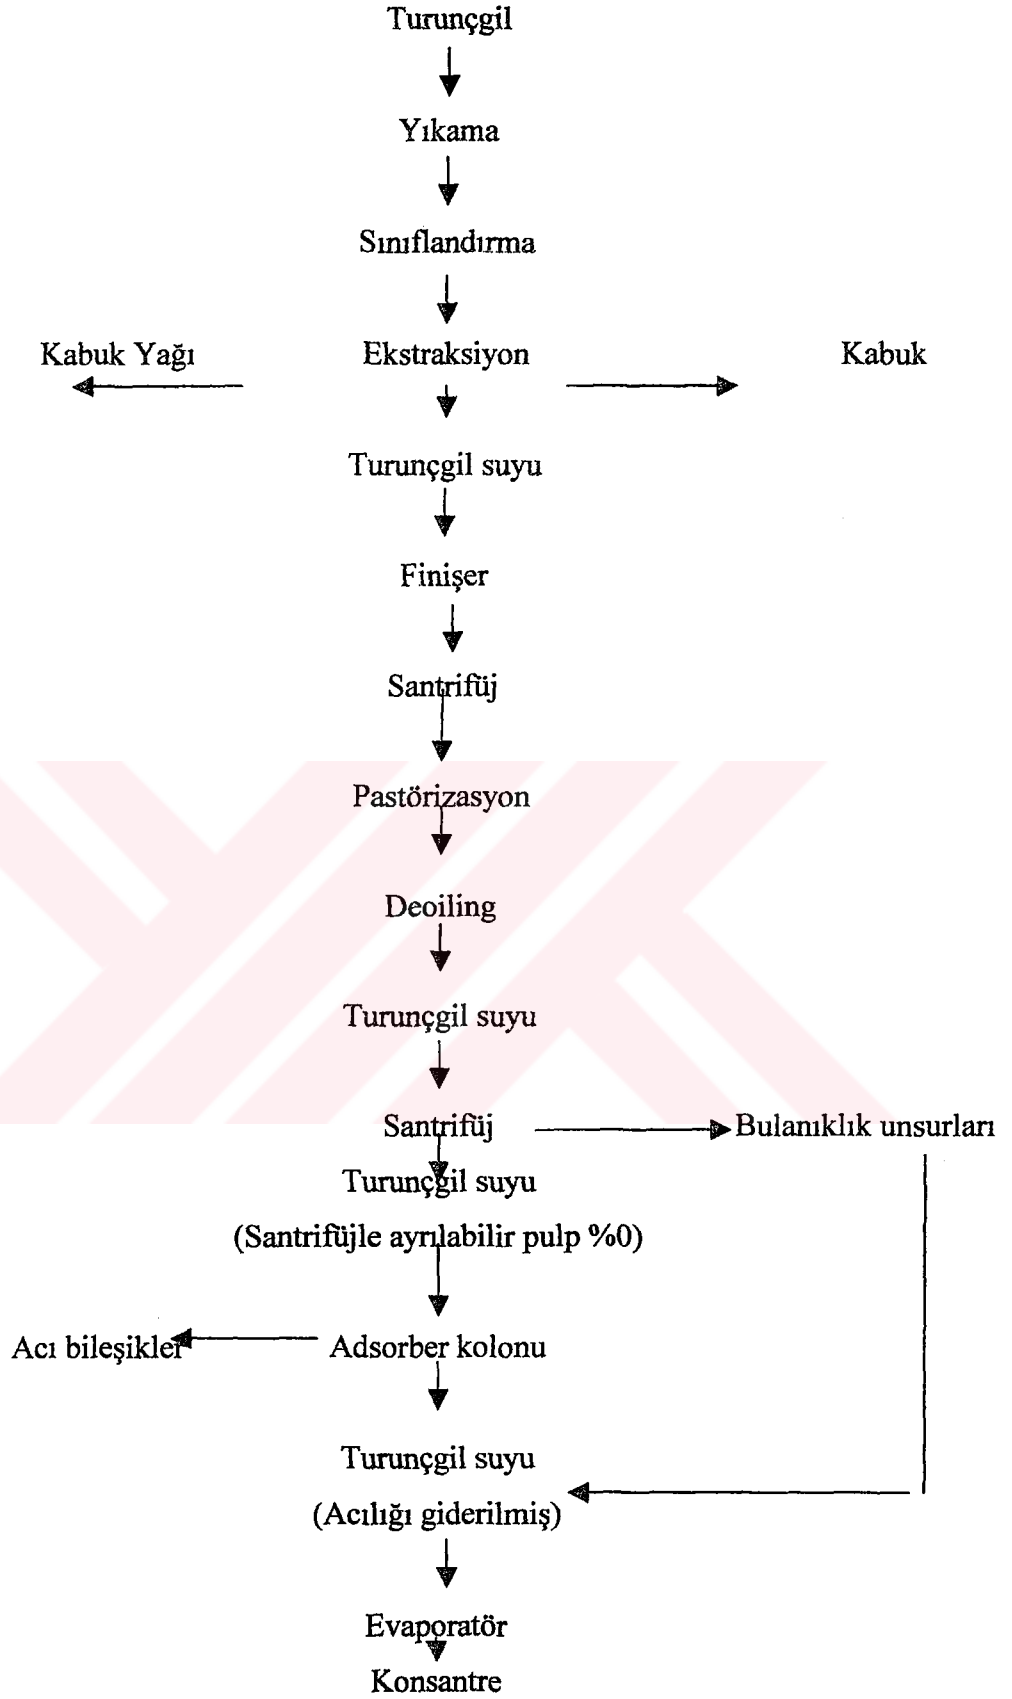 Turunçgil
Yıkama
Sınıflandırma
Kabuk Yağı
Ekstraksiyon
Kabuk
Turunçgil suyu
Finişer
Santrifüj
Pastörizasyon
Deoiling
Turunçgil suyu
Santrifüj
Bulanıklık unsurları
Turunçgil suyu
(Santrifüjle ayrılabilir pulp %0)
Acı bileşikler
Adsorber kolonu
Turunçgil suyu
(Acılığı giderilmiş)
Evaporatör
Konsantre